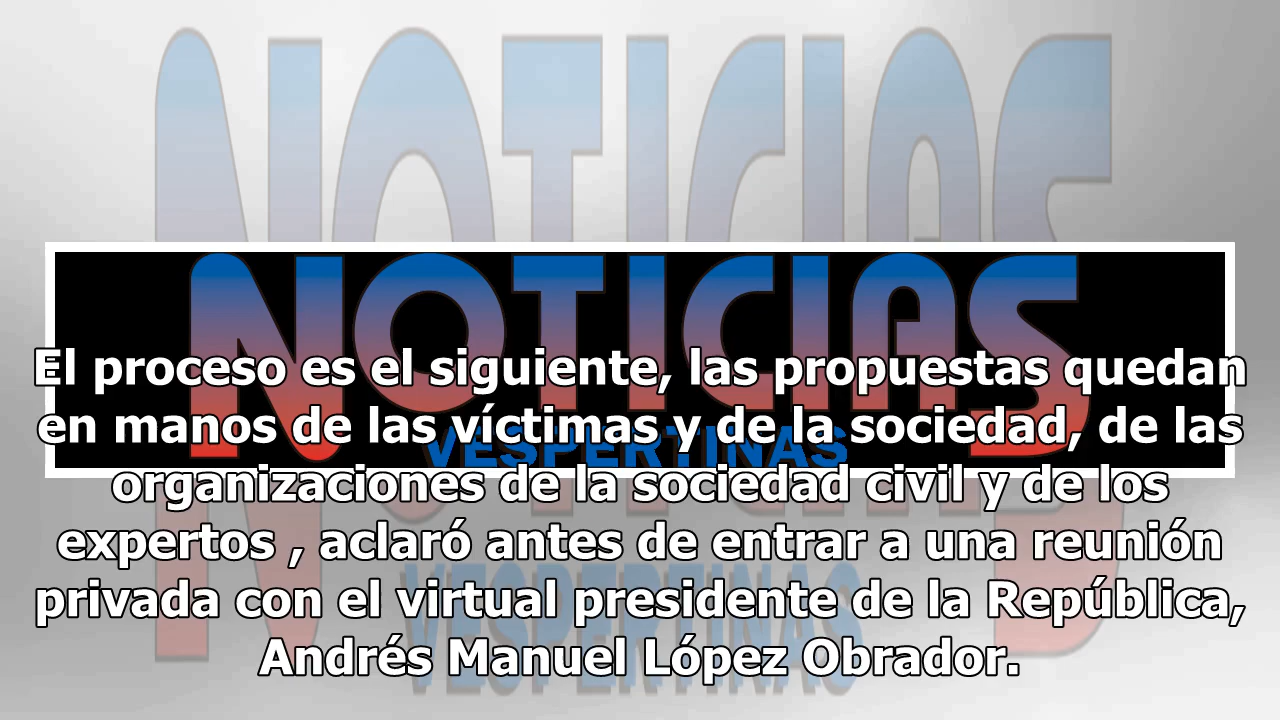 NOTICIAS
NOTICIAS
El proceso es el siguiente, las propuestas quedan
en manos de las víctimas y de la sociedad, de las
VESPERTINAS
organizaciones de la sociedad civil y de los
expertos , aclaró antes de entrar a una reunión
privada con el virtual presidente de la República,
VESPERTINAS
Andrés Manuel López Obrador.